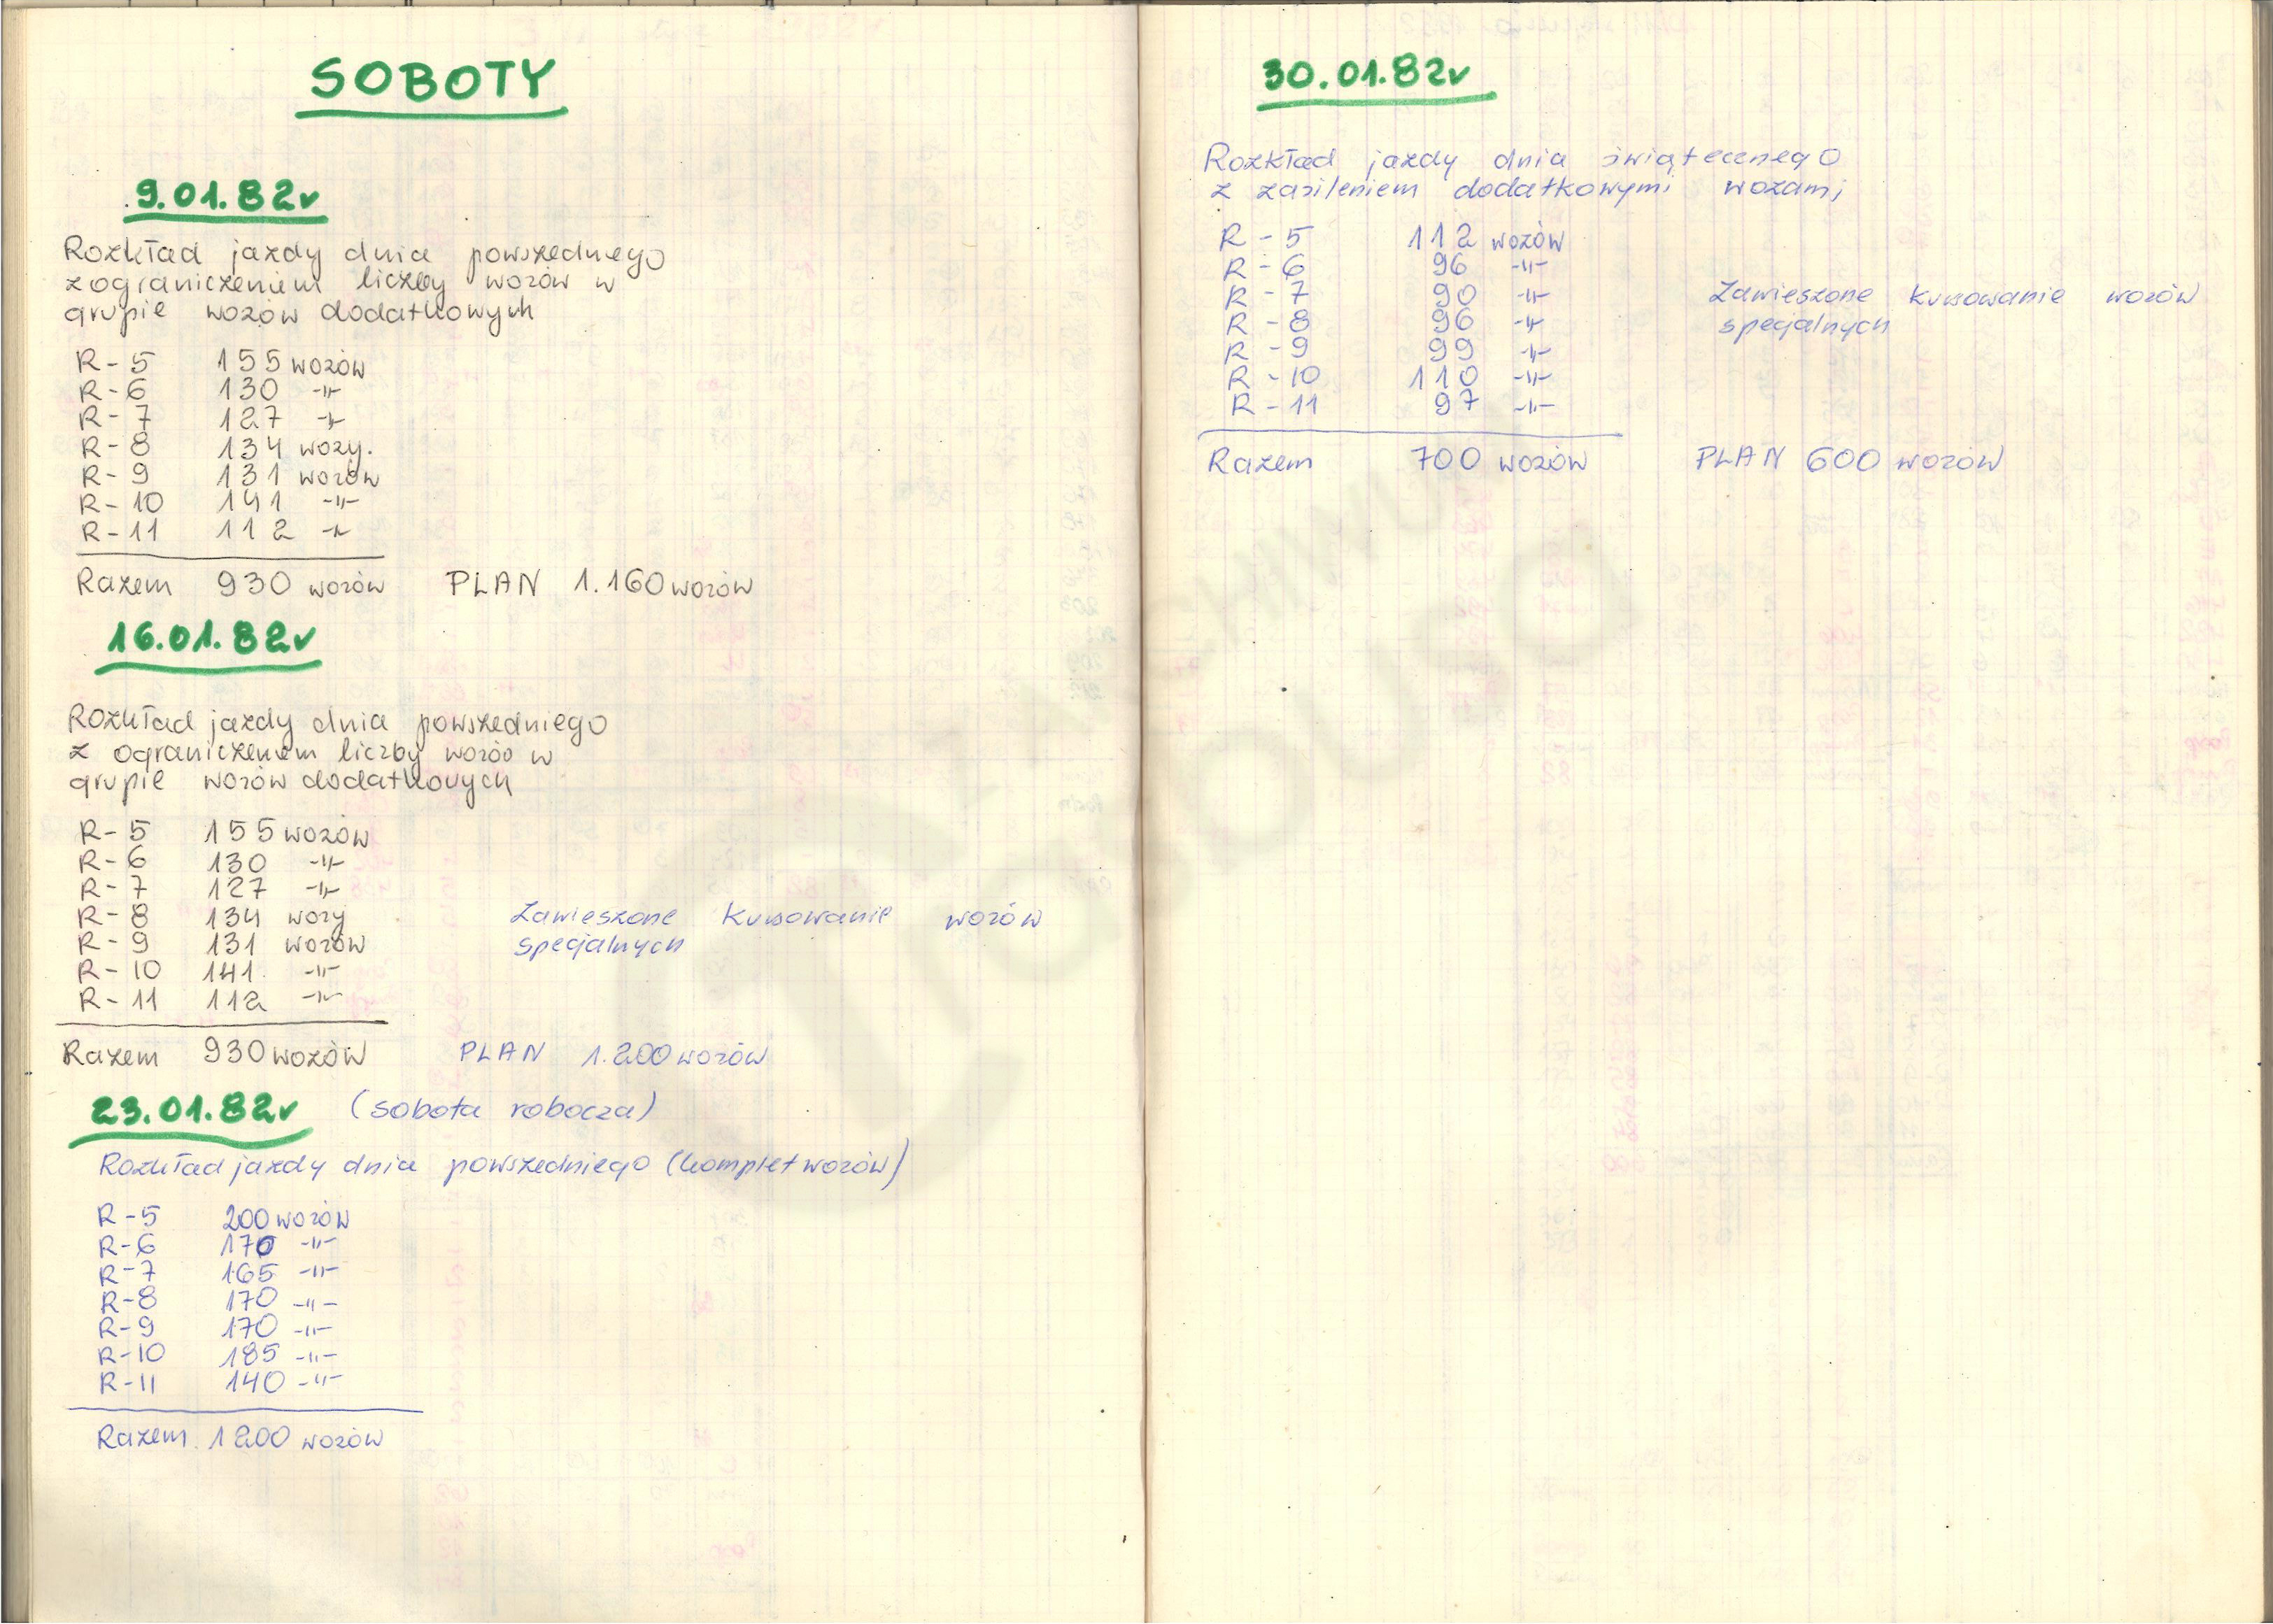 SOBOTY
9.01.82r
Rozkład jazdy dnia powszedniego
z ograniczeniem liczby wozów w
grupie wozów dodatkowych
R-5 155 wozów
R-6 130 -"-
R-7 127 -"-
R-8 134 wozy.
R-9 131 wozów
R-10 141 -"-
R-11 112 -"-
Razem 930 wozów PLAN 1.160 wozów
16.01.82r
Rozkład jazdy dnia powszedniego
z ograniczeniem liczby wozów w
grupie wozów dodatkowych
R-5 155 wozów
R-6 130 -"-
R-7 127 -"-
R-8 134 wozy Zawieszone kursowanie wozów
R-9 131 wozów specjalnych
R-10 141 -"-
R-11 112 -"-
Razem 930 wozów PLAN 1.200 wozów
23.01.82r (sobota robocza)
Rozkład jazdy dnia powszedniego (komplet wozów)
R-5 200 wozów
R-6 170 -"-
R-7 165 -"-
R-8 170 -"-
R-9 170 -"-
R-10 185 -"-
R-11 140 -"-
Razem 1200 wozów
30.01.82r
Rozkład jazdy dnia świątecznego
z zasileniem dodatkowymi wozami
R-5 112 wozów
R-6 96 -"-
R-7 90 -"- Zawieszone kursowanie wozów
R-8 96 -"- specjalnych
R-9 99 -"-
R-10 110 -"-
R-11 97 -"-
Razem 700 wozów PLAN 600 wozów